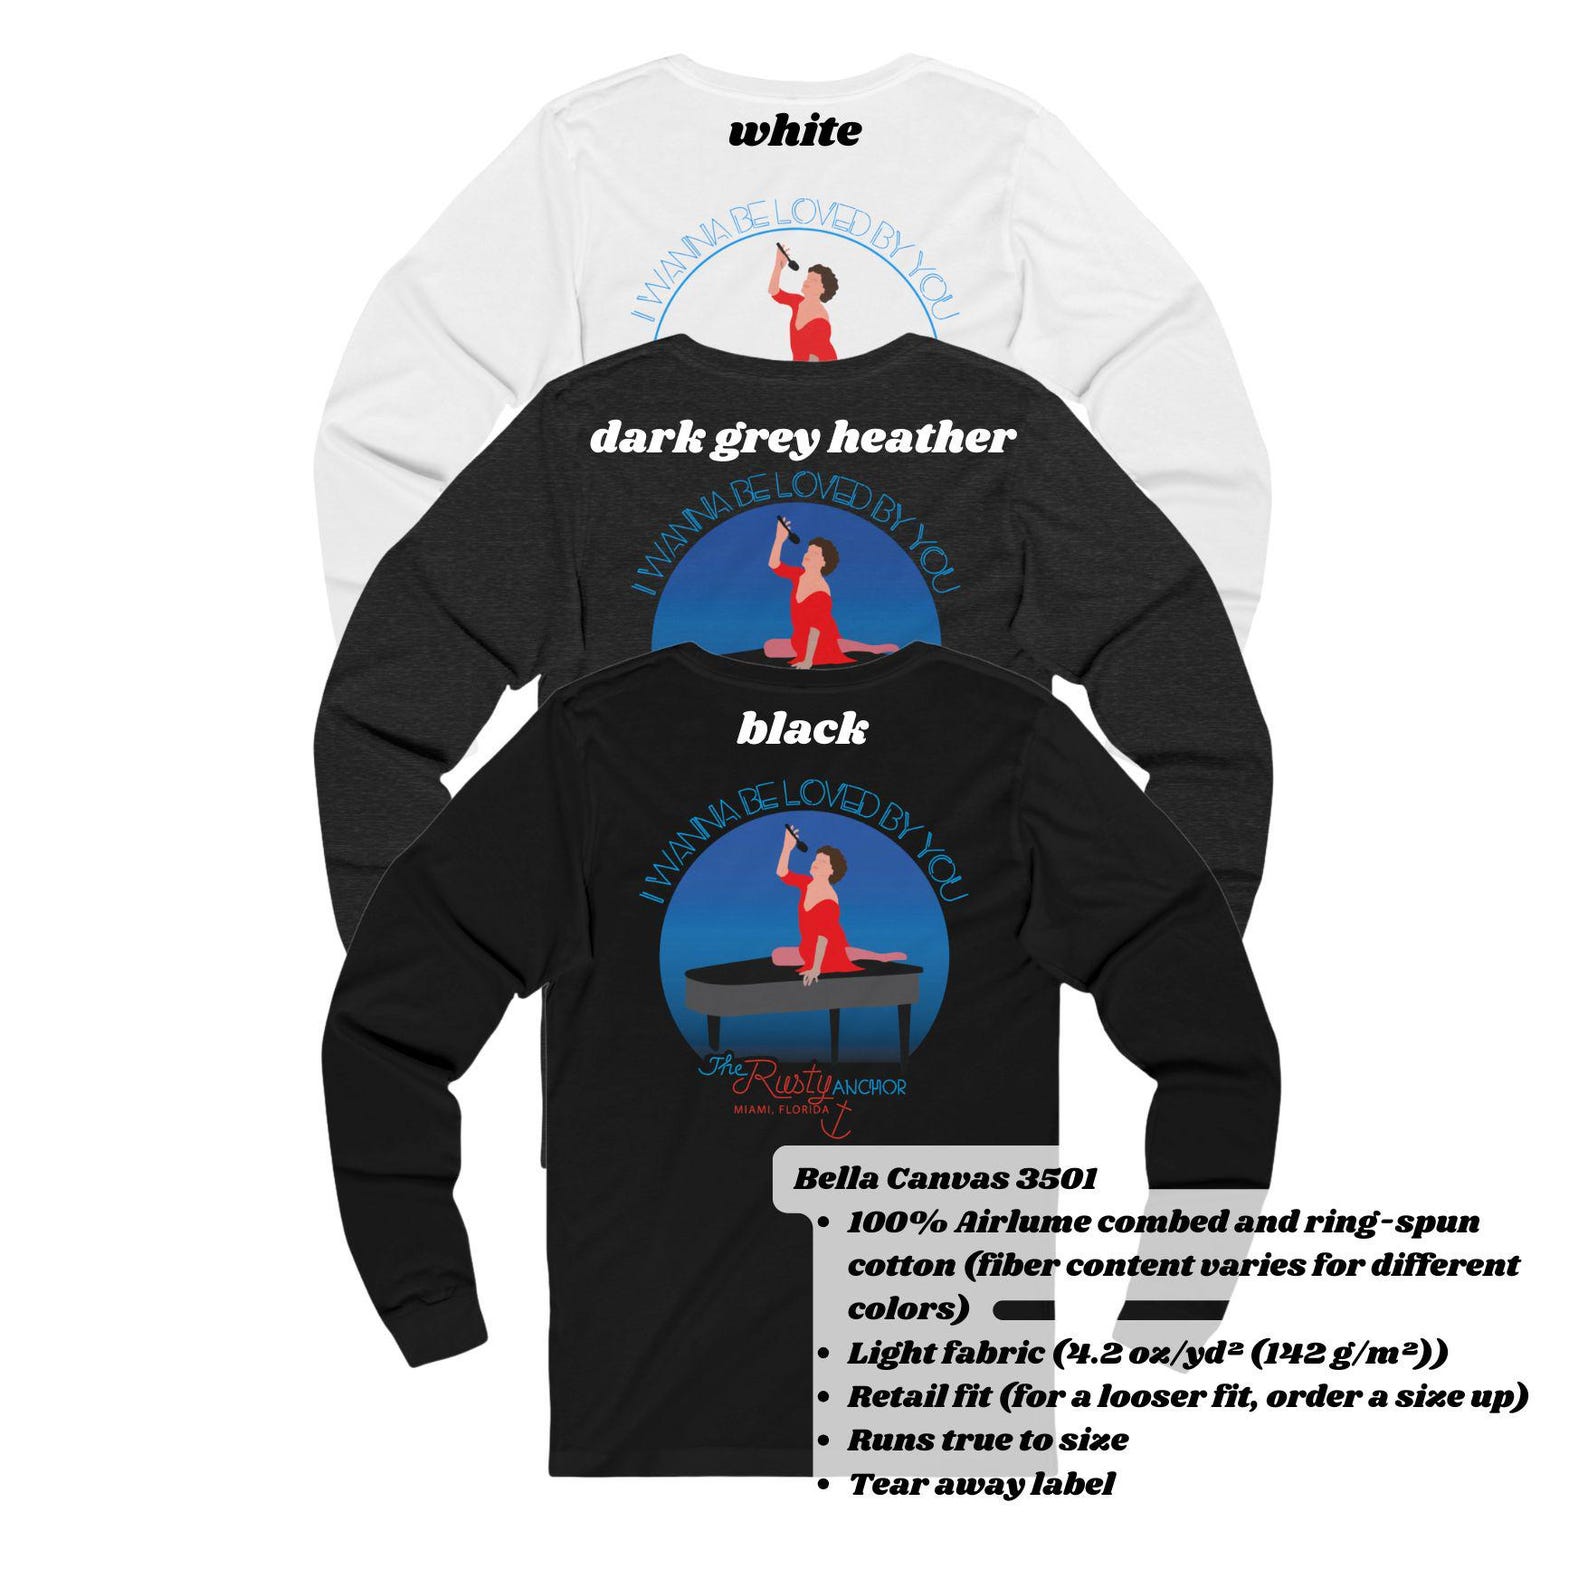 white
I WANNA BE LOVED BY YOU
dark grey heather
I WANNA BE LOVED BY YOU
black
I WANNA BE LOVED BY YOU
The Rusty ANCHOR
MIAMI, FLORIDA
Bella Canvas 3501
• 100% Airlume combed and ring-spun
cotton (fiber content varies for different
colors)
• Light fabric (4.2 oz/yd² (142 g/m²))
• Retail fit (for a looser fit, order a size up)
• Runs true to size
• Tear away label